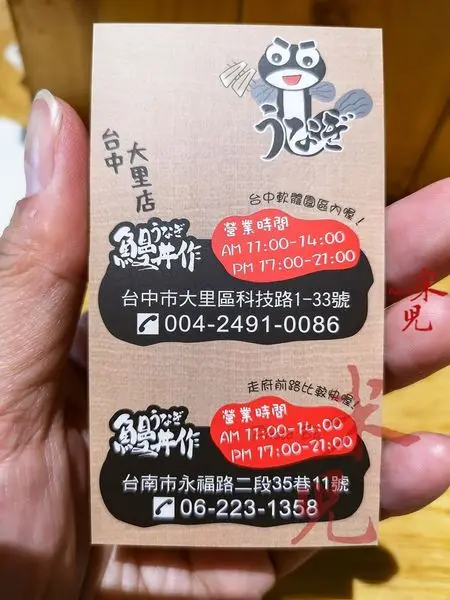 うなぎ
台中
大里店
台中軟體園區內喔！
鰻うなぎ丼作
營業時間
AM 11:00-14:00
PM 17:00-21:00
台中市大里區科技路1-33號
004-2491-0086
走府前路比較快喔！
鰻うなぎ丼作
營業時間
AM 11:00-14:00
PM 17:00-21:00
台南市永福路二段35巷11號
06-223-1358